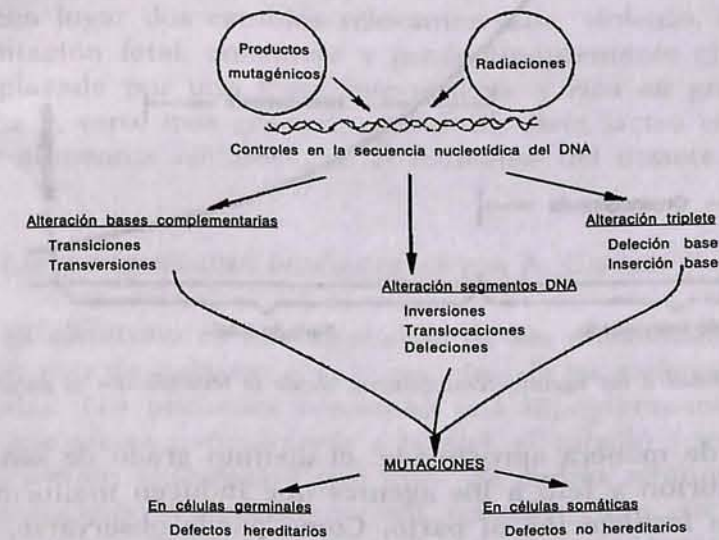 Productos
mutagénicos
Radiaciones
Controles en la secuencia nucleotídica del DNA
Alteración bases complementarias
Transiciones
Transversiones
Alteración triplete
Deleción base
Inserción base
Alteración segmentos DNA
Inversiones
Translocaciones
Deleciones
MUTACIONES
En células germinales
Defectos hereditarios
En células somáticas
Defectos no hereditarios